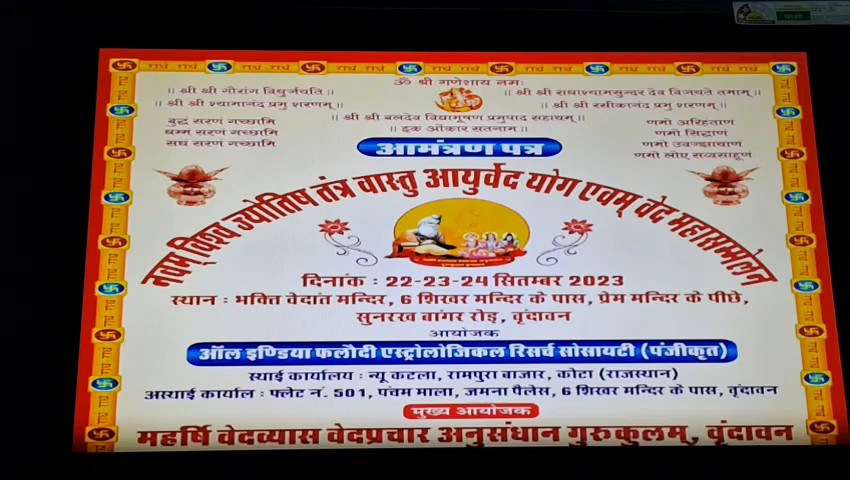 ॐ श्री गणेशाय नमः
|| श्री श्री गौरांग विधुर्जयति ||
|| श्री श्री राधाश्यामसुन्दर देव विजयते तमाम् ||
|| श्री श्री श्यामानंद प्रभु शरणम् ||
|| श्री श्री रसीकानंद प्रभु शरणम् ||
|| श्री श्री बलदेव विद्याभूषण प्रमुपाद सहायम् ||
|| इक ओंकार सतनाम ||
बुद्धं सरणं गच्छामि
धम्मं सरणं गच्छामि
संघं सरणं गच्छामि
णमो अरिहंताणं
णमो सिद्धाणं
णमो उवज्झायाणं
णमो लोए सव्वसाहूणं
आमंत्रण पत्र
नवम् विश्व ज्योतिष तंत्र वास्तु आयुर्वेद योग एवम् वेद महासम्मेलन
दिनांक : 22-23-24 सितम्बर 2023
स्थान : भक्ति वेदांत मन्दिर, 6 शिखर मन्दिर के पास, प्रेम मन्दिर के पीछे,
सुनरख बांगर रोड़, वृंदावन
आयोजक
ऑल इण्डिया फलौदी एस्ट्रोलोजिकल रिसर्च सोसायटी (पंजीकृत)
स्थाई कार्यालय : न्यू कटला, रामपुरा बाजार, कोटा (राजस्थान)
अस्थाई कार्याल : फ्लेट नं. 501, पंचम माला, जमना पैलेस, 6 शिखर मन्दिर के पास, वृंदावन
मुख्य आयोजक
महर्षि वेदव्यास वेदप्रचार अनुसंधान गुरुकुलम्, वृंदावन